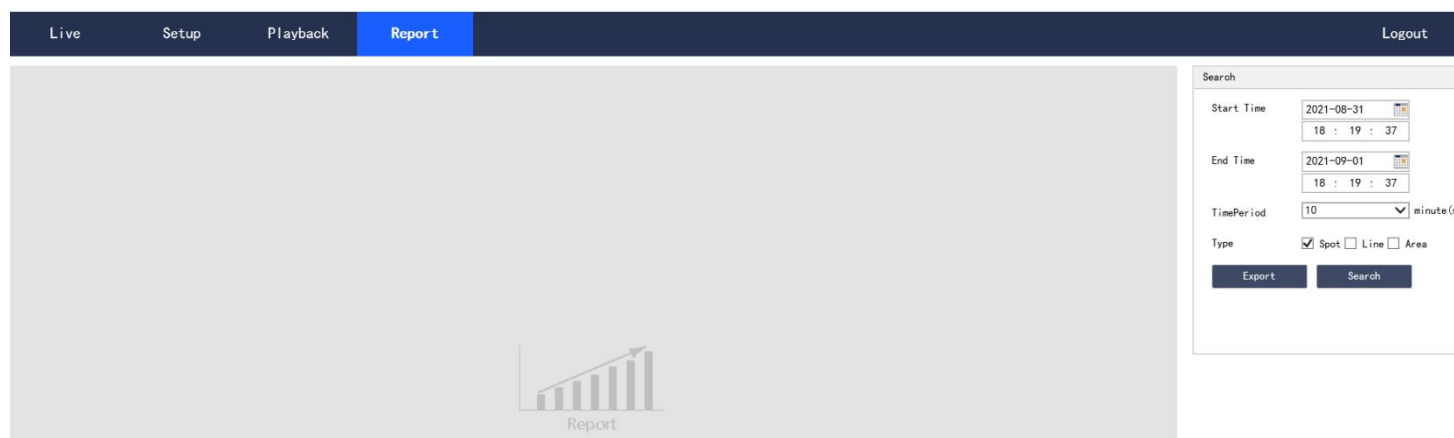 Live Setup Playback Report Logout
Search
Start Time 2021-08-31
18 : 19 : 37
End Time 2021-09-01
18 : 19 : 37
TimePeriod 10 minute(s
Type Spot Line Area
Export Search
Report